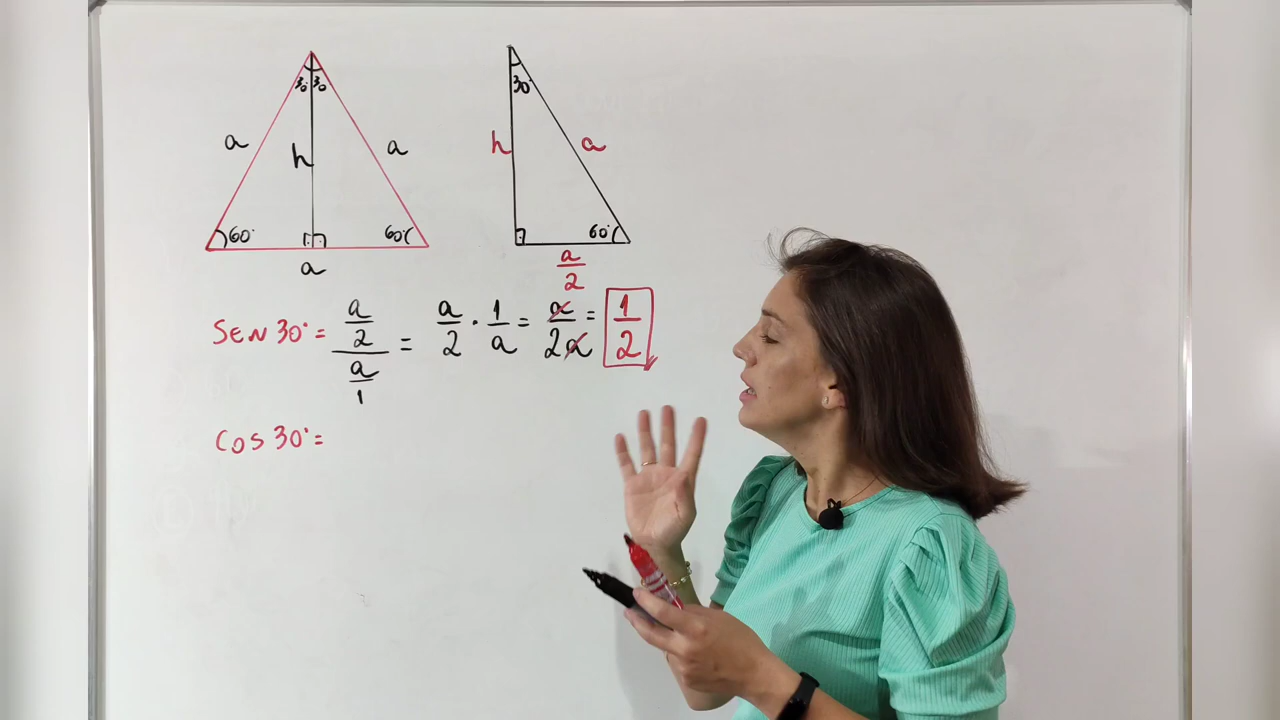 30° 30°
a h a
60° 60°
a
30°
h a
60°
a/2
SEN 30° = (a/2)/(a/1) = a/2 · 1/a = a/2a = 1/2
COS 30° =